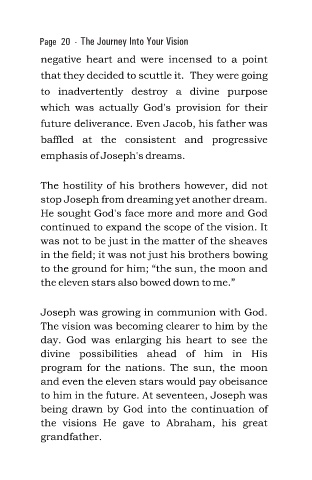 Page 20 - The Journey Into Your Vision
negative heart and were incensed to a point
that they decided to scuttle it. They were going
to inadvertently destroy a divine purpose
which was actually God's provision for their
future deliverance. Even Jacob, his father was
baffled at the consistent and progressive
emphasis of Joseph's dreams.
The hostility of his brothers however, did not
stop Joseph from dreaming yet another dream.
He sought God's face more and more and God
continued to expand the scope of the vision. It
was not to be just in the matter of the sheaves
in the field; it was not just his brothers bowing
to the ground for him; “the sun, the moon and
the eleven stars also bowed down to me.”
Joseph was growing in communion with God.
The vision was becoming clearer to him by the
day. God was enlarging his heart to see the
divine possibilities ahead of him in His
program for the nations. The sun, the moon
and even the eleven stars would pay obeisance
to him in the future. At seventeen, Joseph was
being drawn by God into the continuation of
the visions He gave to Abraham, his great
grandfather.